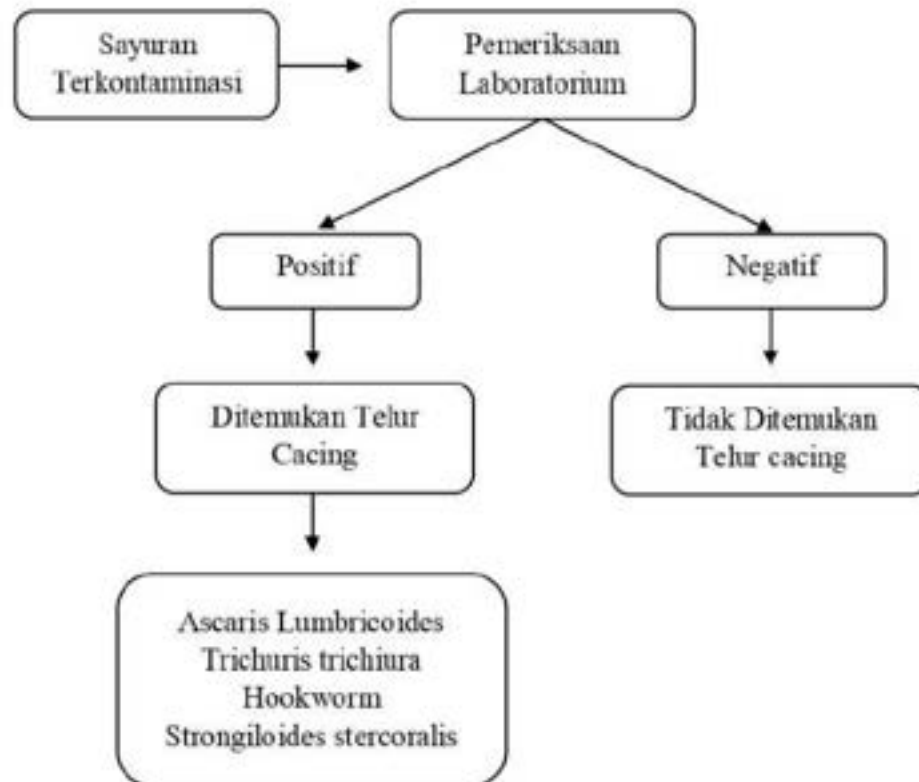 Sayuran
Terkontaminasi
Pemeriksaan
Laboratorium
Positif
Negatif
Ditemukan Telur
Cacing
Tidak Ditemukan
Telur cacing
Ascaris Lumbricoides
Trichuris trichiura
Hookworm
Strongiloides stercoralis